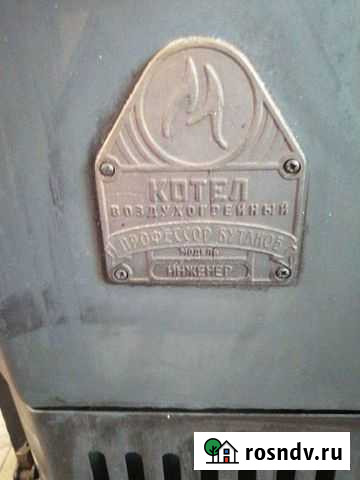 КОТЕЛ
ВОЗДУХОГРЕЙНЫЙ
ПРОФЕССОР БУТАКОВ
МОДЕЛЬ
ИНЖЕНЕР
rosndv.ru